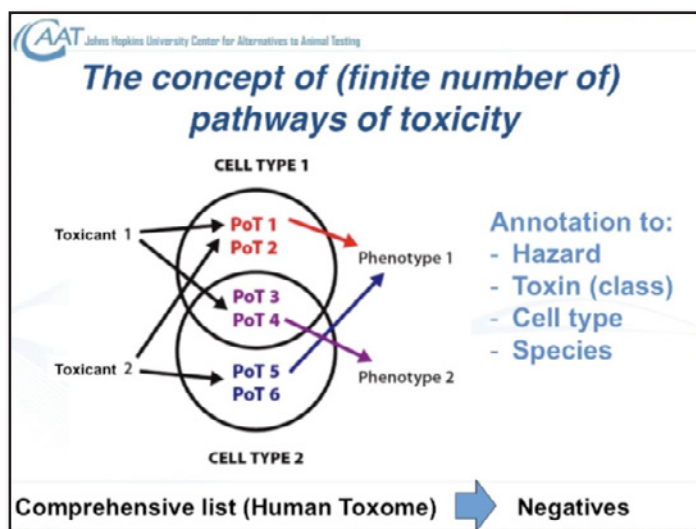 CAAT Johns Hopkins University Center for Alternatives to Animal Testing
The concept of (finite number of)
pathways of toxicity
CELL TYPE 1
Toxicant 1
PoT 1
PoT 2
Phenotype 1
PoT 3
PoT 4
Toxicant 2
PoT 5
PoT 6
Phenotype 2
CELL TYPE 2
Annotation to:
- Hazard
- Toxin (class)
- Cell type
- Species
Comprehensive list (Human Toxome)
Negatives